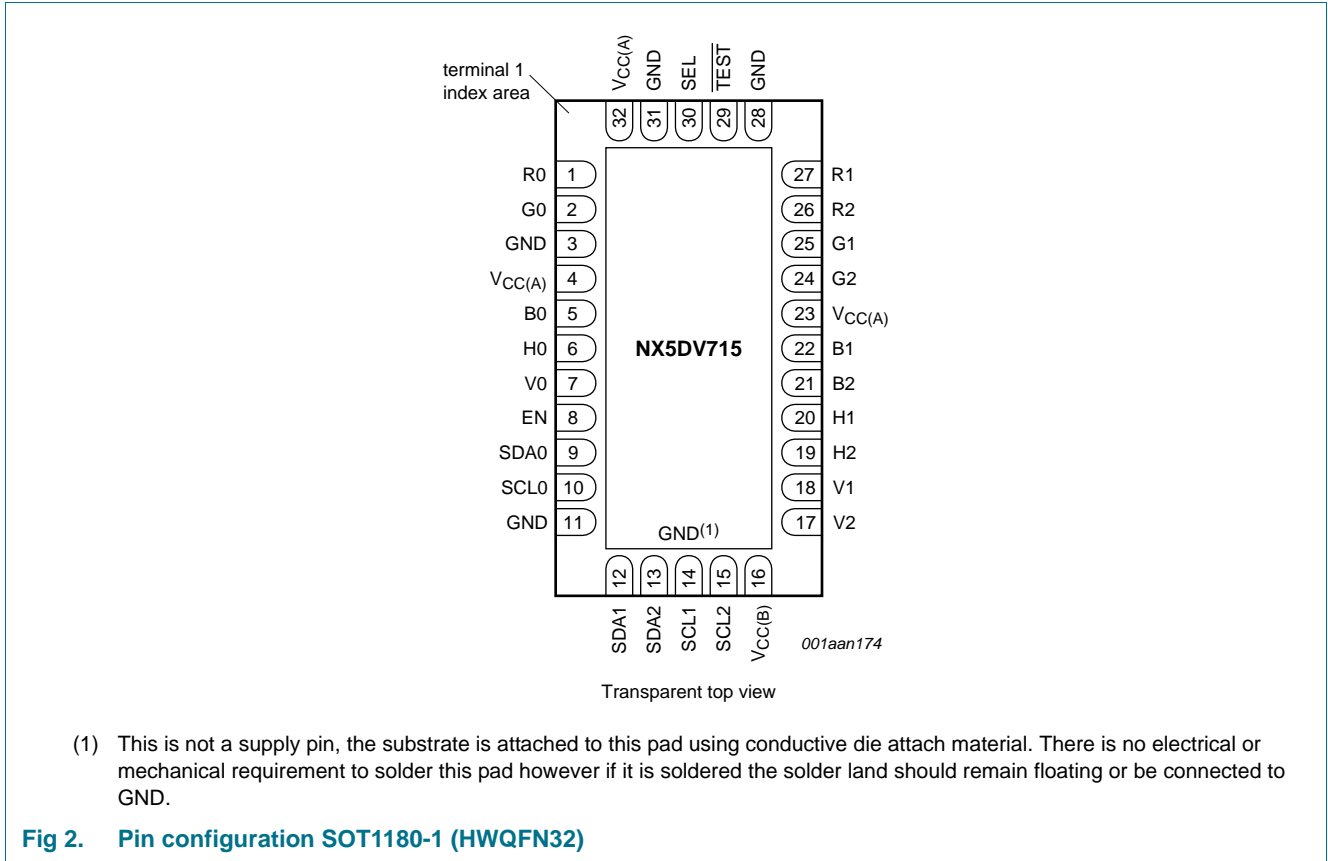 VCC(A) GND SEL TEST GND
terminal 1
index area
32 31 30 29 28
R0 1 27 R1
G0 2 26 R2
GND 3 25 G1
VCC(A) 4 24 G2
B0 5 23 VCC(A)
H0 6 NX5DV715 22 B1
V0 7 21 B2
EN 8 20 H1
SDA0 9 19 H2
SCL0 10 18 V1
GND 11 17 V2
GND(1)
12 13 14 15 16
SDA1 SDA2 SCL1 SCL2 VCC(B)
001aan174
Transparent top view
(1) This is not a supply pin, the substrate is attached to this pad using conductive die attach material. There is no electrical or
mechanical requirement to solder this pad however if it is soldered the solder land should remain floating or be connected to
GND.
Fig 2. Pin configuration SOT1180-1 (HWQFN32)